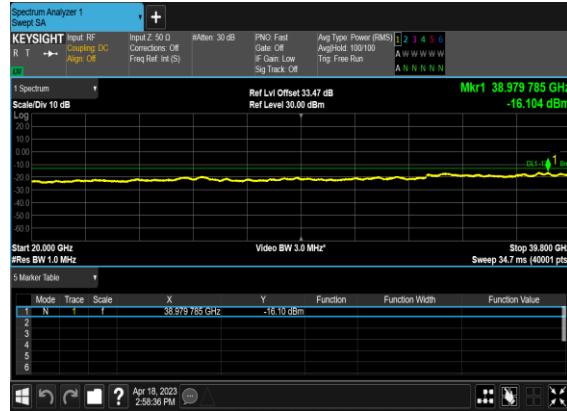 Spectrum Analyzer 1
Swept SA
+
KEYSIGHT
R T
Input: RF
Coupling: DC
Align: Off
Input Z: 50 Ω
Corrections: Off
Freq Ref: Int (S)
#Atten: 30 dB
PNO: Fast
Gate: Off
IF Gain: Low
Sig Track: Off
Avg Type: Power (RMS)
Avg|Hold: 100/100
Trig: Free Run
1 2 3 4 5 6
A W W W W W
A N N N N N
1 Spectrum
Scale/Div 10 dB
Ref Lvl Offset 33.47 dB
Ref Level 30.00 dBm
Mkr1 38.979 785 GHz
-16.104 dBm
Log
20.0
10.0
0.00
-10.0
-20.0
-30.0
-40.0
-50.0
-60.0
1
Start 20.000 GHz
#Res BW 1.0 MHz
Video BW 3.0 MHz*
Stop 39.800 GHz
Sweep 34.7 ms (40001 pts)
5 Marker Table
Mode Trace Scale X Y Function Function Width Function Value
1 N 1 f 38.979 785 GHz -16.10 dBm
2
3
4
5
6
?
Apr 18, 2023
2:58:36 PM